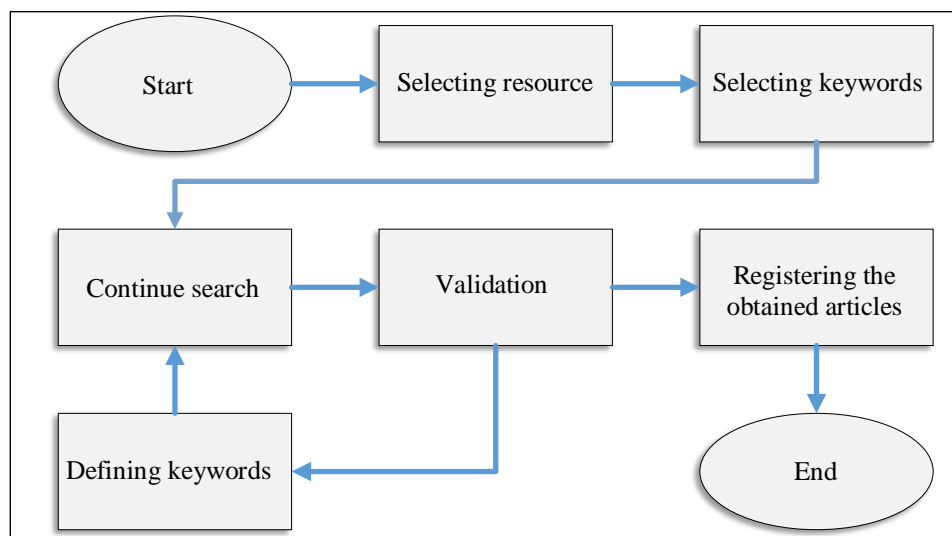 Start
Selecting resource
Selecting keywords
Continue search
Validation
Registering the
obtained articles
Defining keywords
End